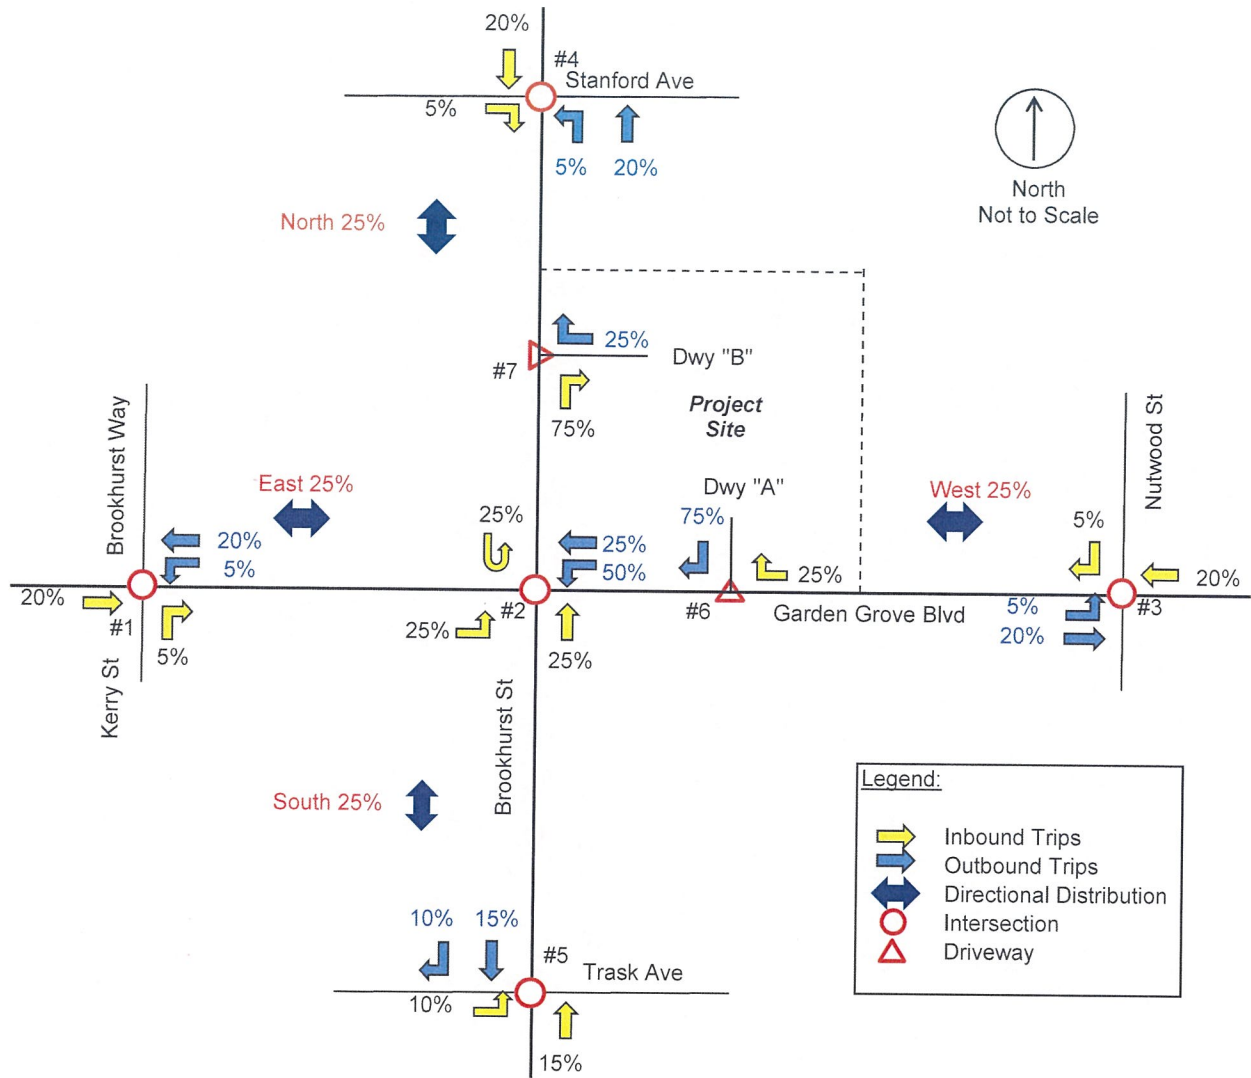 20%
#4
Stanford Ave
5%
5%
20%
North
Not to Scale
North 25%
25%
Dwy "B"
#7
75%
Project
Site
Brookhurst Way
Nutwood St
East 25%
Dwy "A"
West 25%
25%
75%
5%
20%
25%
5%
50%
25%
20%
20%
#1
#2
#6
Garden Grove Blvd
5%
#3
20%
5%
25%
25%
Kerry St
Brookhurst St
South 25%
Legend:
Inbound Trips
Outbound Trips
Directional Distribution
Intersection
Driveway
10%
15%
#5
Trask Ave
10%
15%